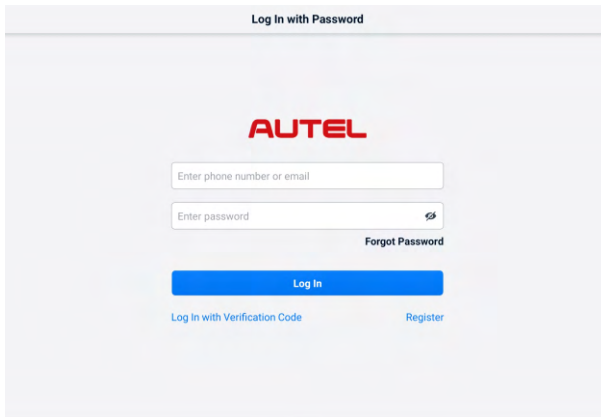 Log In with Password
AUTEL
Enter phone number or email
Enter password
Forgot Password
Log In
Log In with Verification Code Register